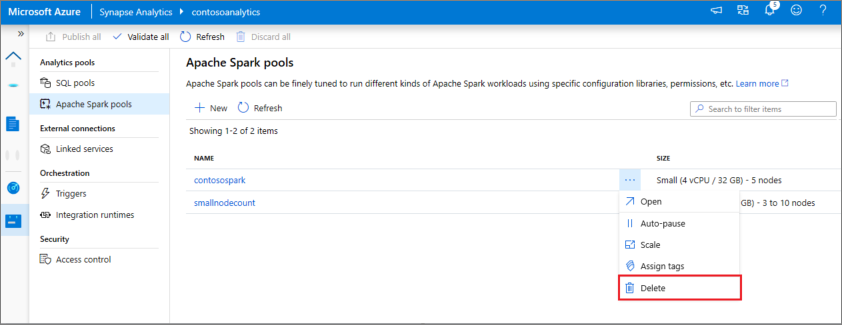 Microsoft Azure Synapse Analytics ▸ contosoanalytics 5 ?
» Publish all Validate all Refresh Discard all
Analytics pools
SQL pools
Apache Spark pools
External connections
Linked services
Orchestration
Triggers
Integration runtimes
Security
Access control
Apache Spark pools
Apache Spark pools can be finely tuned to run different kinds of Apache Spark workloads using specific configuration libraries, permissions, etc. Learn more
+ New Refresh Search to filter items
Showing 1-2 of 2 items
NAME SIZE
contosospark ... Small (4 vCPU / 32 GB) - 5 nodes
smallnodecount GB) - 3 to 10 nodes
Open
Auto-pause
Scale
Assign tags
Delete